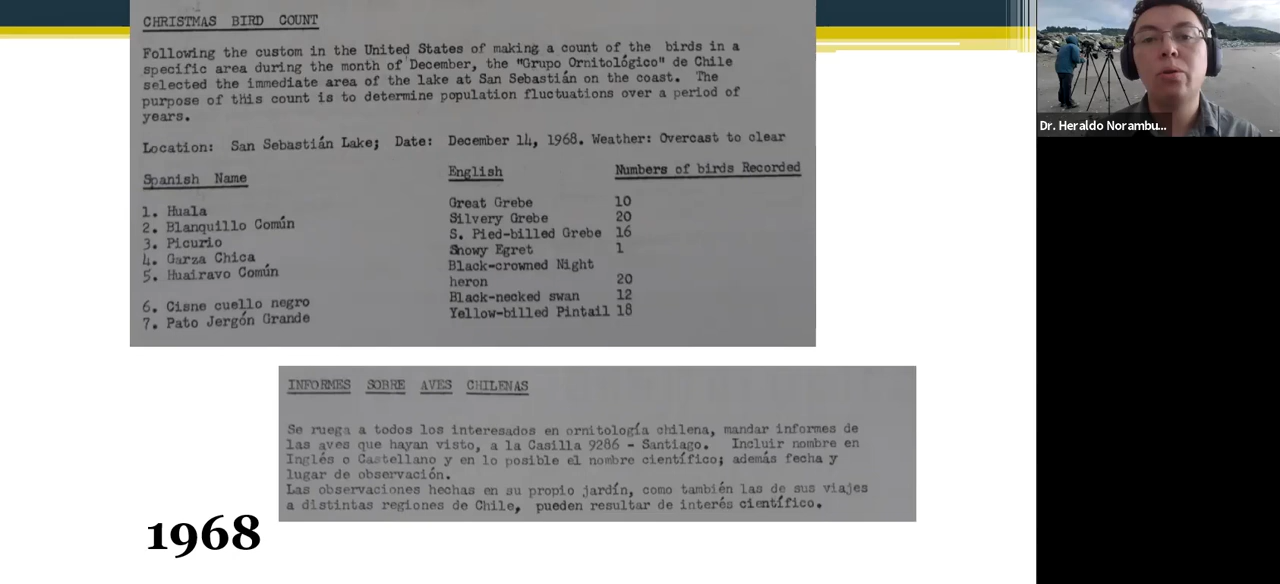 CHRISTMAS BIRD COUNT
Following the custom in the United States of making a count of the birds in a
specific area during the month of December, the "Grupo Ornitológico" de Chile
selected the immediate area of the lake at San Sebastián on the coast. The
purpose of this count is to determine population fluctuations over a period of
years.
Location: San Sebastián Lake; Date: December 14, 1968. Weather: Overcast to clear
Spanish Name English Numbers of birds Recorded
1. Huala Great Grebe 10
2. Blanquillo Común Silvery Grebe 20
3. Picurio S. Pied-billed Grebe 16
4. Garza Chica Snowy Egret 1
5. Huairavo Común Black-crowned Night
heron 20
6. Cisne cuello negro Black-necked swan 12
7. Pato Jergón Grande Yellow-billed Pintail 18
INFORMES SOBRE AVES CHILENAS
Se ruega a todos los interesados en ornitología chilena, mandar informes de
las aves que hayan visto, a la Casilla 9286 - Santiago. Incluir nombre en
Inglés o Castellano y en lo posible el nombre científico; además fecha y
lugar de observación.
Las observaciones hechas en su propio jardín, como también las de sus viajes
a distintas regiones de Chile, pueden resultar de interés científico.
1968
Dr. Heraldo Norambu...